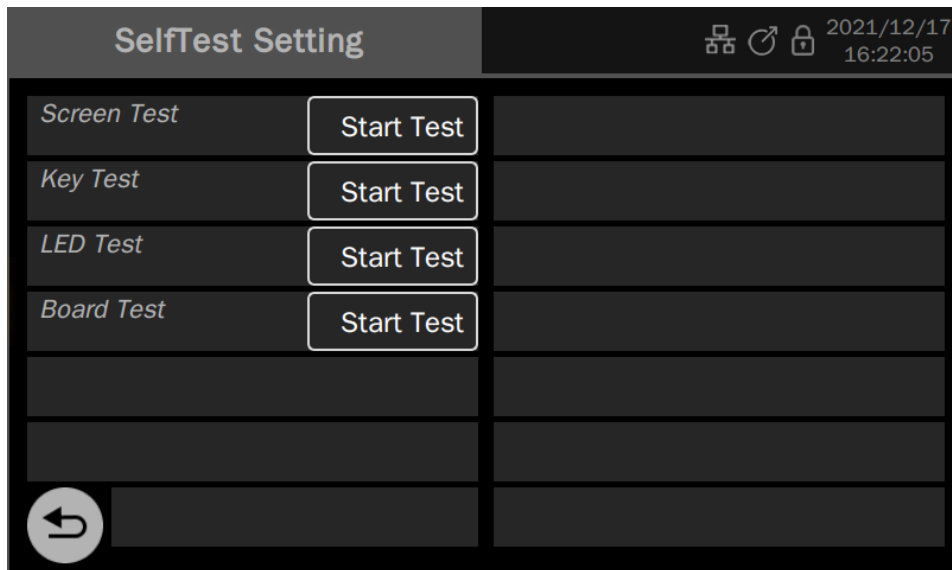 SelfTest Setting
2021/12/17
16:22:05
Screen Test
Start Test
Key Test
Start Test
LED Test
Start Test
Board Test
Start Test